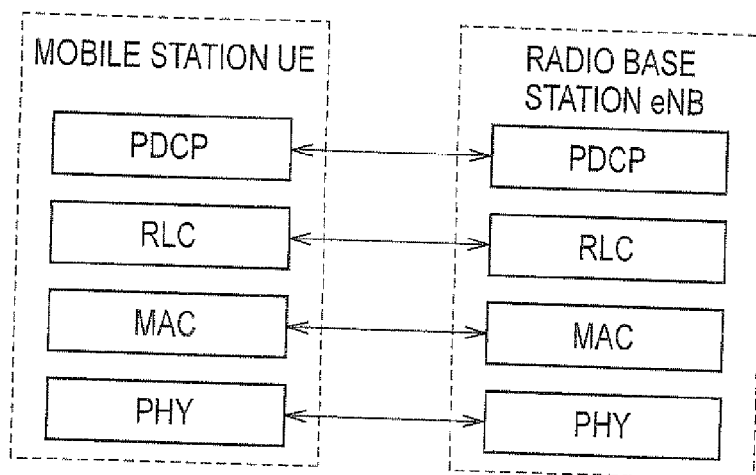 MOBILE STATION UE
PDCP
RLC
MAC
PHY
RADIO BASE
STATION eNB
PDCP
RLC
MAC
PHY